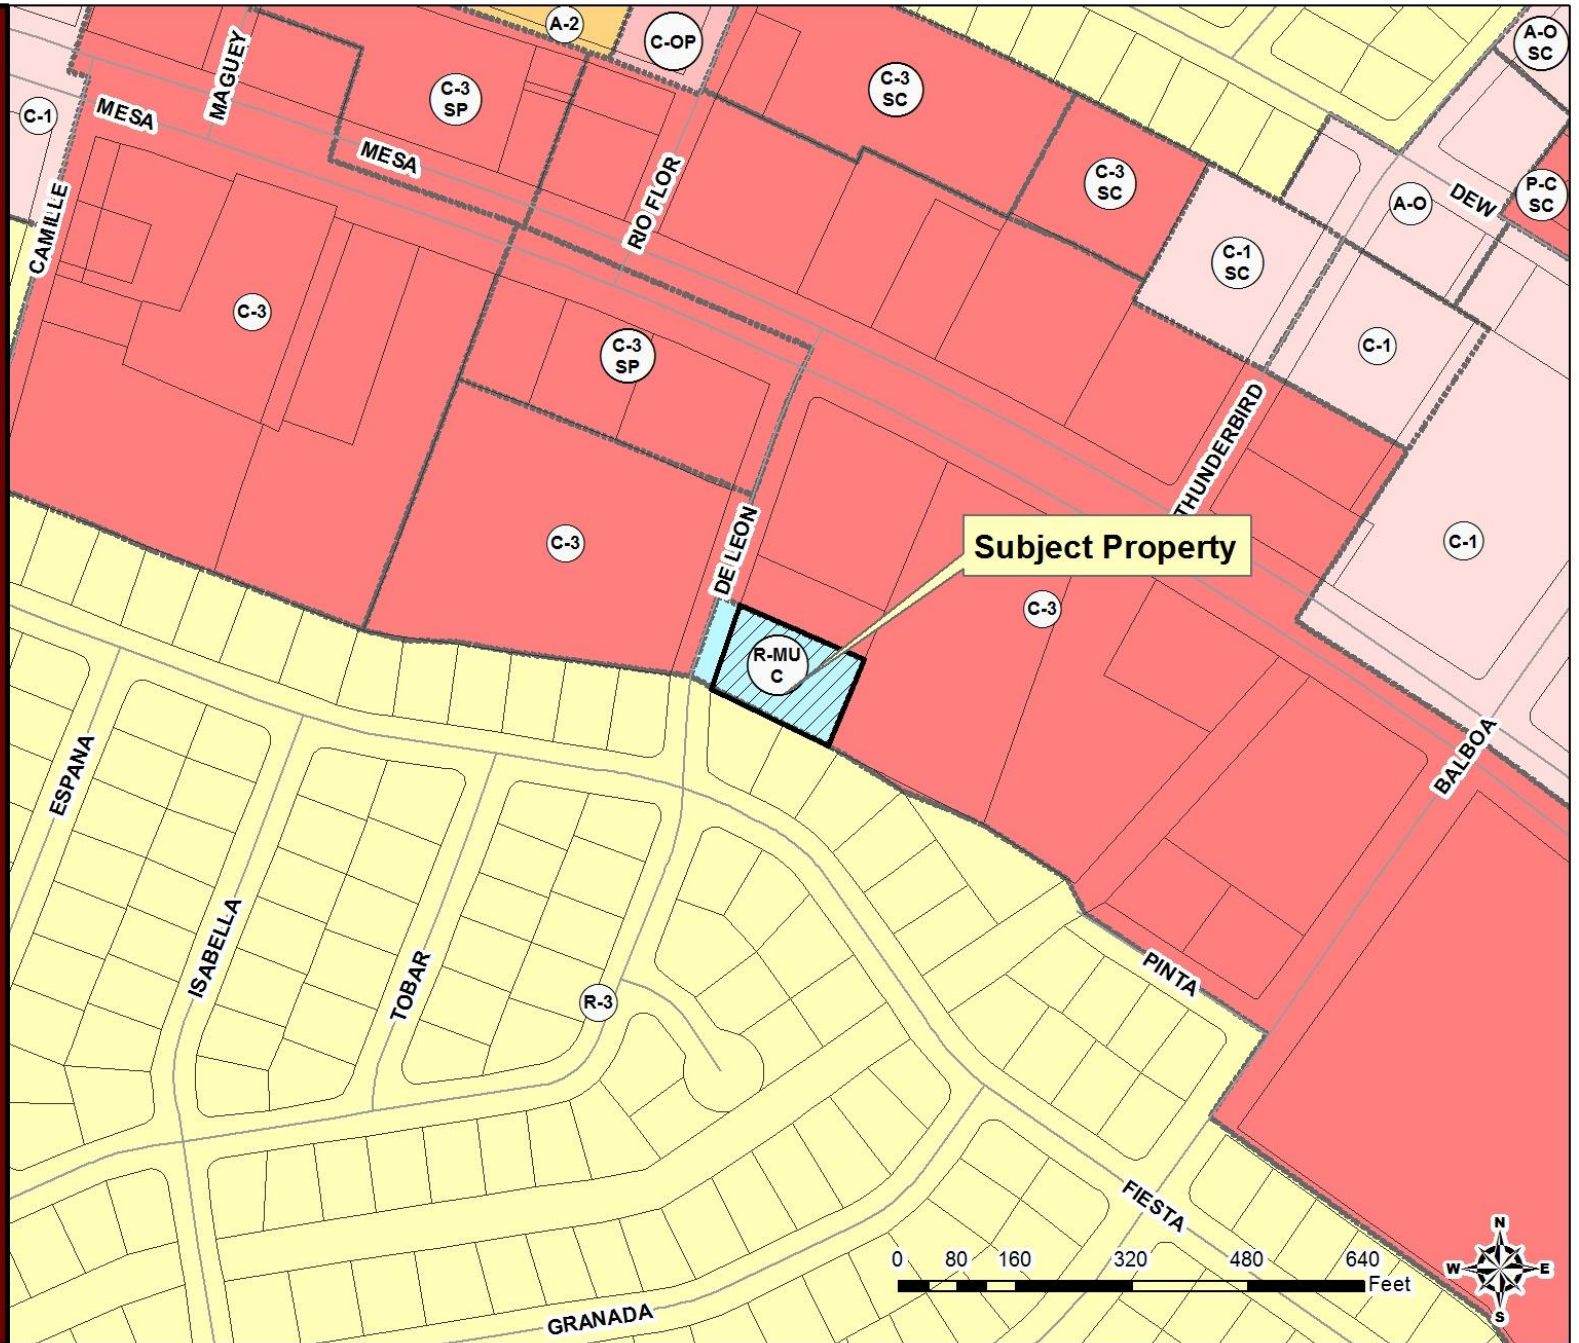 A-2
C-OP
A-O
SC
MAGUEY
C-3
SP
C-3
SC
C-1
MESA
MESA
C-3
SC
A-O
DEW
P-C
SC
CAMILLE
RIO FLOR
C-1
SC
C-3
C-3
SP
C-1
THUNDERBIRD
C-3
DE LEON
Subject Property
C-1
C-3
R-MU
C
ESPANA
BALBOA
ISABELLA
TOBAR
R-3
PINTA
FIESTA
GRANADA
0 80 160 320 480 640
Feet
N
W E
S